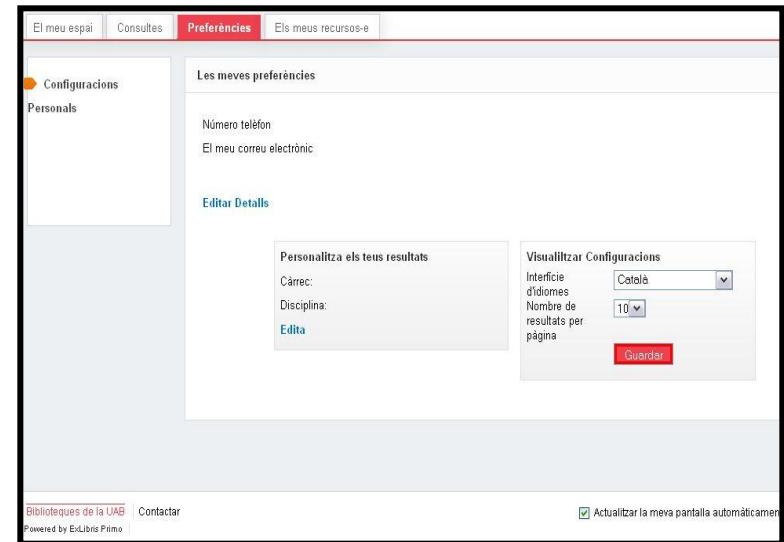 El meu espai
Consultes
Preferències
Els meus recursos-e
Configuracions
Personals
Les meves preferències
Número telèfon
El meu correu electrònic
Editar Detalls
Personalitza els teus resultats
Càrrec:
Disciplina:
Edita
Visualiltzar Configuracions
Interfície
d'idiomes
Català
Nombre de
resultats per
pàgina
10
Guardar
Biblioteques de la UAB
Contactar
Powered by ExLibris Primo
Actualitzar la meva pantalla automàticamen